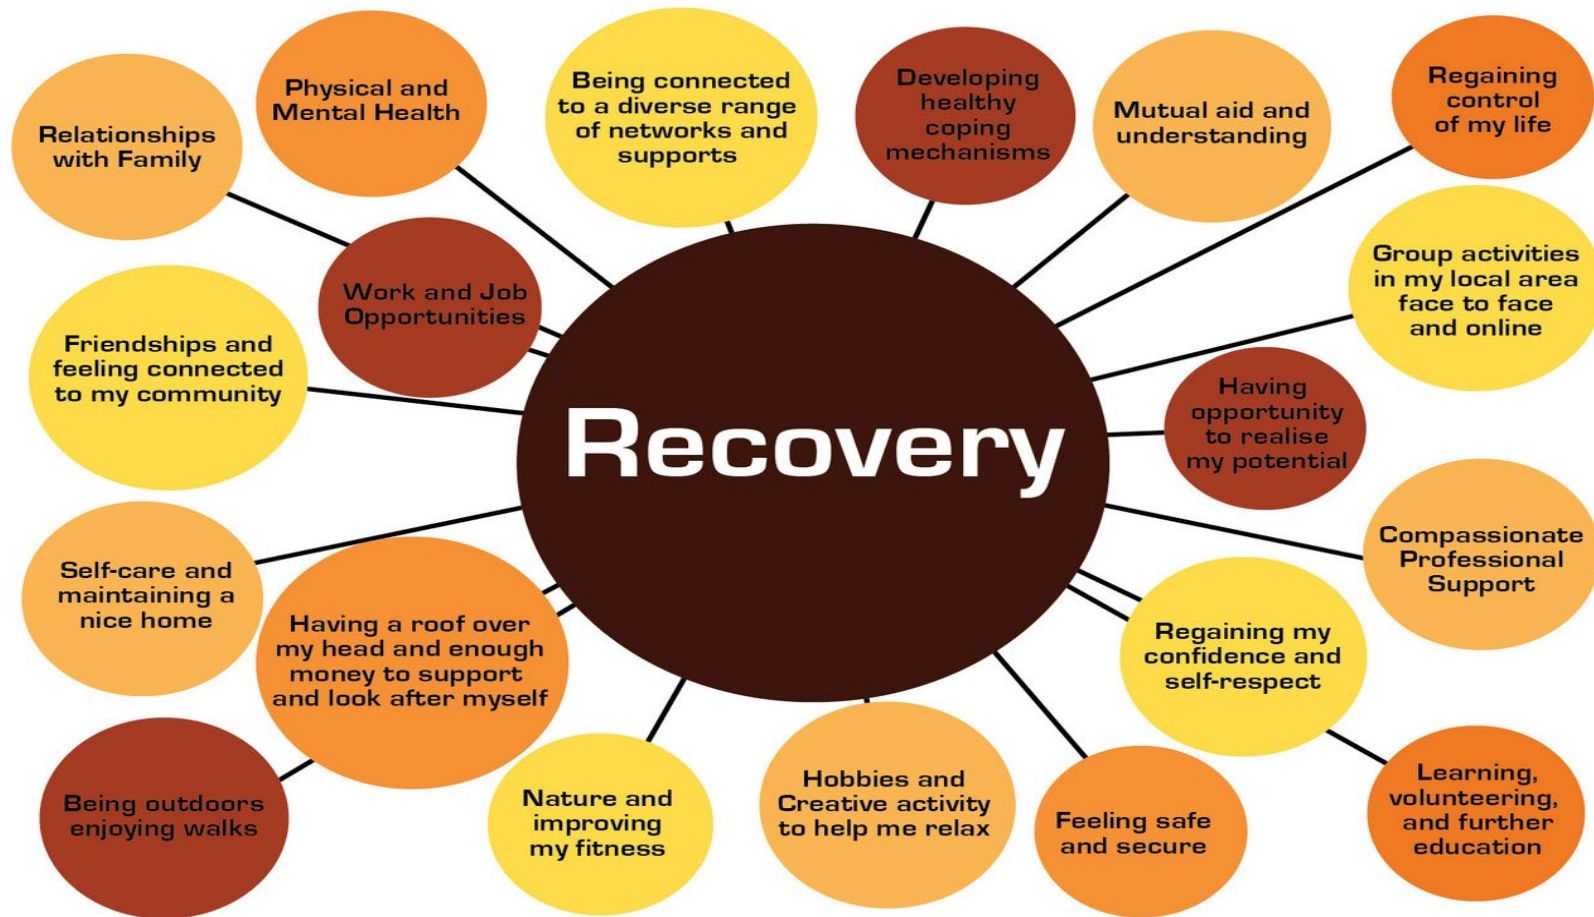 Relationships
with Family
Physical and
Mental Health
Being connected
to a diverse range
of networks and
supports
Developing
healthy
coping
mechanisms
Mutual aid and
understanding
Regaining
control
of my life
Work and Job
Opportunities
Group activities
in my local area
face to face
and online
Friendships and
feeling connected
to my community
Recovery
Having
opportunity
to realise
my potential
Self-care and
maintaining a
nice home
Having a roof over
my head and enough
money to support
and look after myself
Compassionate
Professional
Support
Regaining my
confidence and
self-respect
Being outdoors
enjoying walks
Nature and
improving
my fitness
Hobbies and
Creative activity
to help me relax
Feeling safe
and secure
Learning,
volunteering,
and further
education